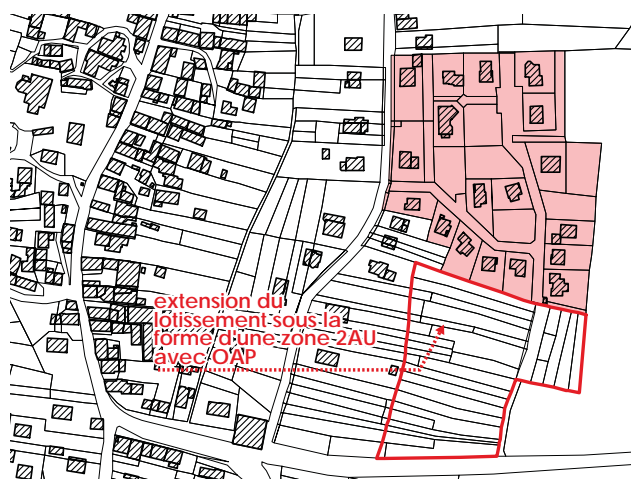 extension du
lotissement sous la
forme d'une zone 2AU
avec OAP